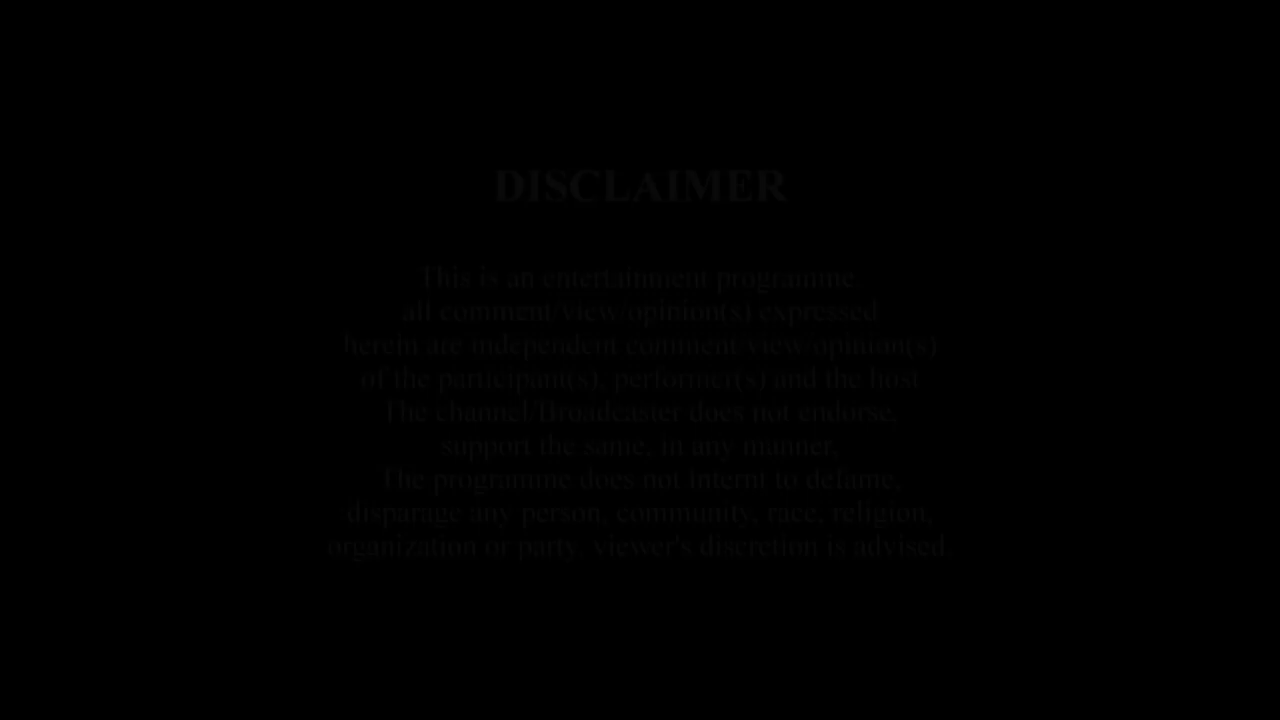 DISCLAIMER
This is an entertainment programme.
all comment/view/opinion(s) expressed
herein are independent comment/view/opinion(s)
of the participant(s), performer(s) and the host
The channel/Broadcaster does not endorse,
support the same, in any manner,
The programme does not internt to defame,
disparage any person, community, race, religion,
organization or party, viewer's discretion is advised.